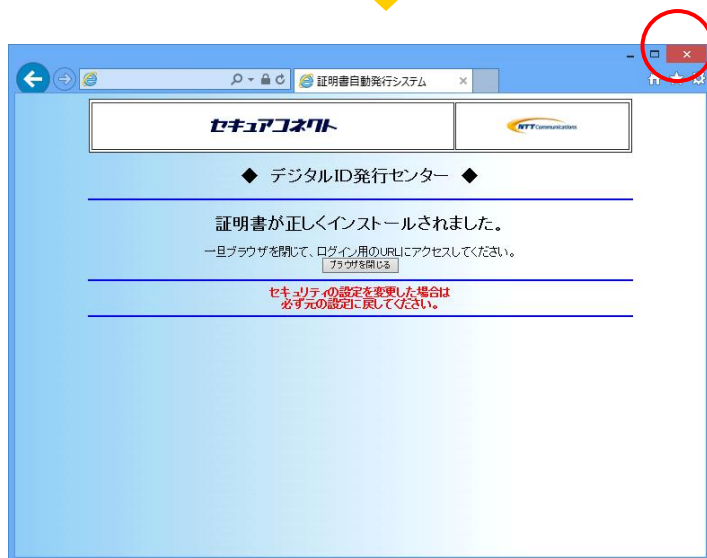 証明書自動発行システム
セキュアコネクト
NTT Communications
◆ デジタルID発行センター ◆
証明書が正しくインストールされました。
一旦ブラウザを閉じて、ログイン用のURLにアクセスしてください。
ブラウザを閉じる
セキュリティの設定を変更した場合は
必ず元の設定に戻してください。